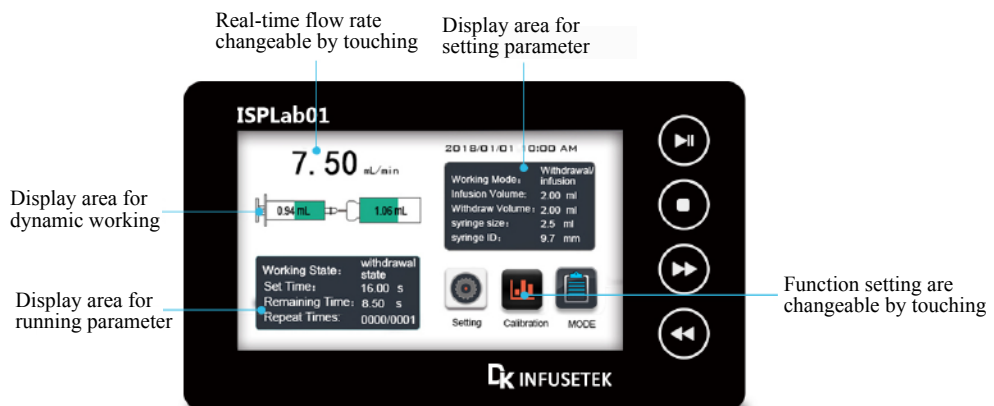 Real-time flow rate
changeable by touching
Display area for
setting parameter
ISPLab01
7.50 mL/min
2018/01/01 10:00 AM
Working Mode: Withdrawal/
infusion
Infusion Volume: 2.00 ml
Withdraw Volume: 2.00 ml
syringe size: 2.5 ml
syringe ID: 9.7 mm
Display area for
dynamic working
0.94 mL
1.06 mL
Working State: withdrawal
state
Set Time: 16.00 s
Remaining Time: 8.50 s
Repeat Times: 0000/0001
Display area for
running parameter
Setting
Calibration
MODE
Function setting are
changeable by touching
DK INFUSETEK